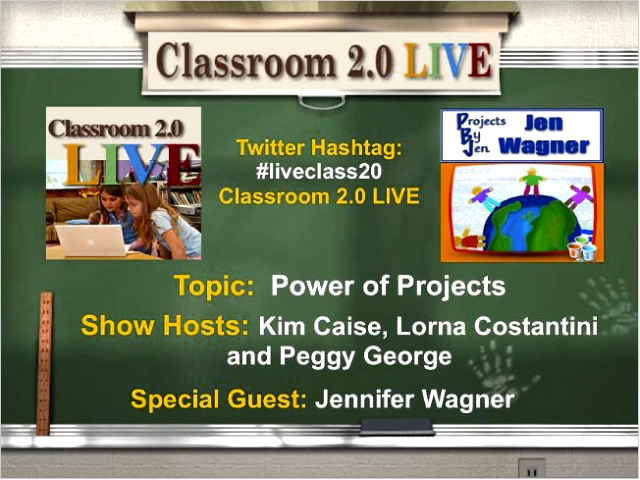 Classroom 2.0 LIVE
Classroom 2.0
LIVE
Twitter Hashtag:
#liveclass20
Classroom 2.0 LIVE
Projects
By
Jen
Jen
Wagner
Topic: Power of Projects
Show Hosts: Kim Caise, Lorna Costantini
and Peggy George
Special Guest: Jennifer Wagner